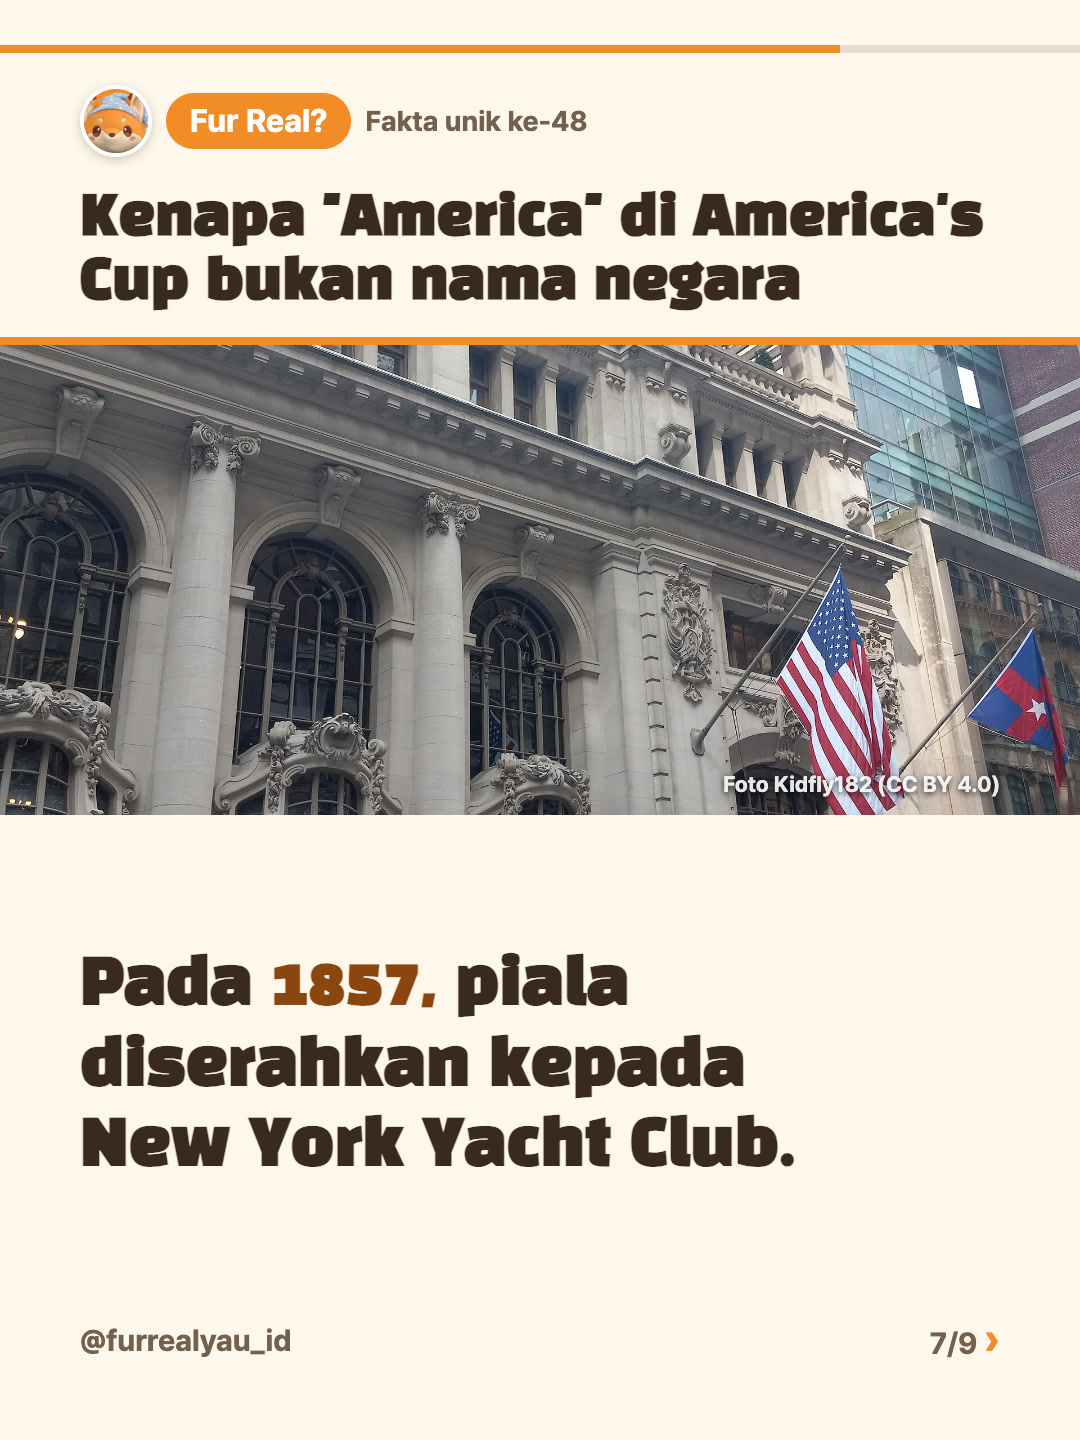 Fur Real?
Fakta unik ke-48
Kenapa "America" di America's
Cup bukan nama negara
Foto Kidfly182 (CC BY 4.0)
Pada 1857, piala
diserahkan kepada
New York Yacht Club.
@furrealyau_id
7/9 ›